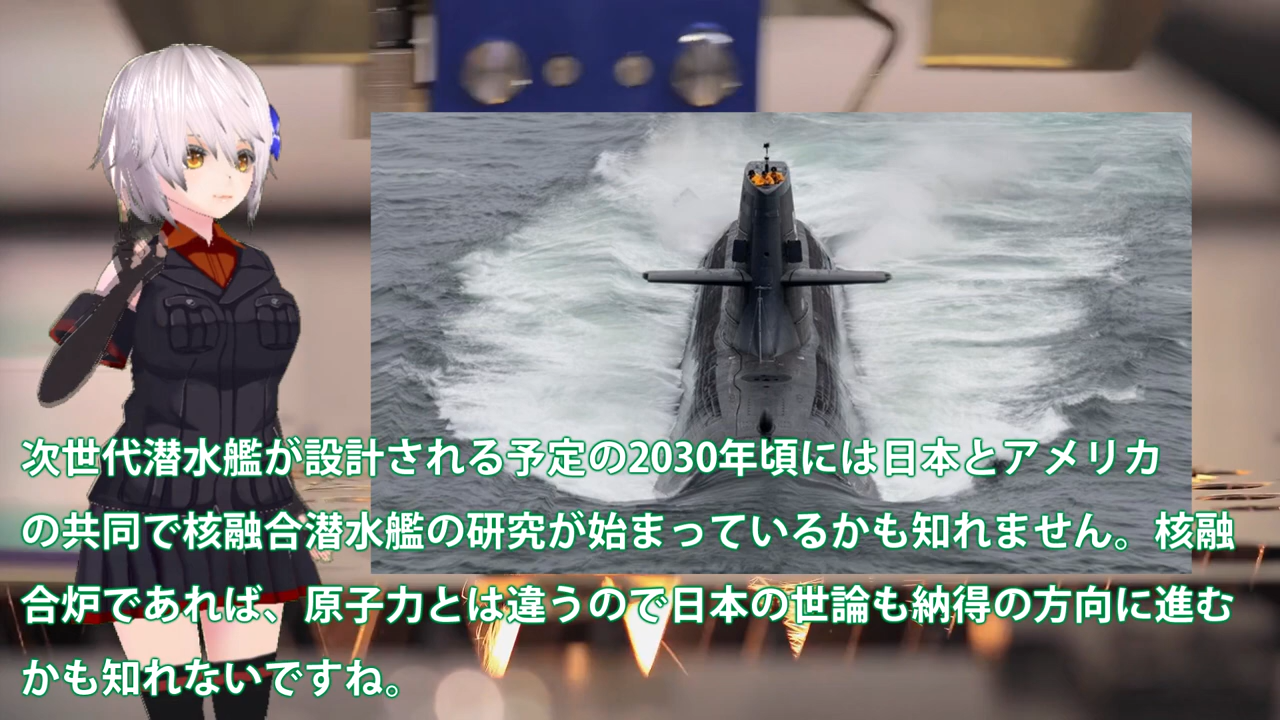 次世代潜水艦が設計される予定の2030年頃には日本とアメリカ
の共同で核融合潜水艦の研究が始まっているかも知れません。核融
合炉であれば、原子力とは違うので日本の世論も納得の方向に進む
かも知れないですね。